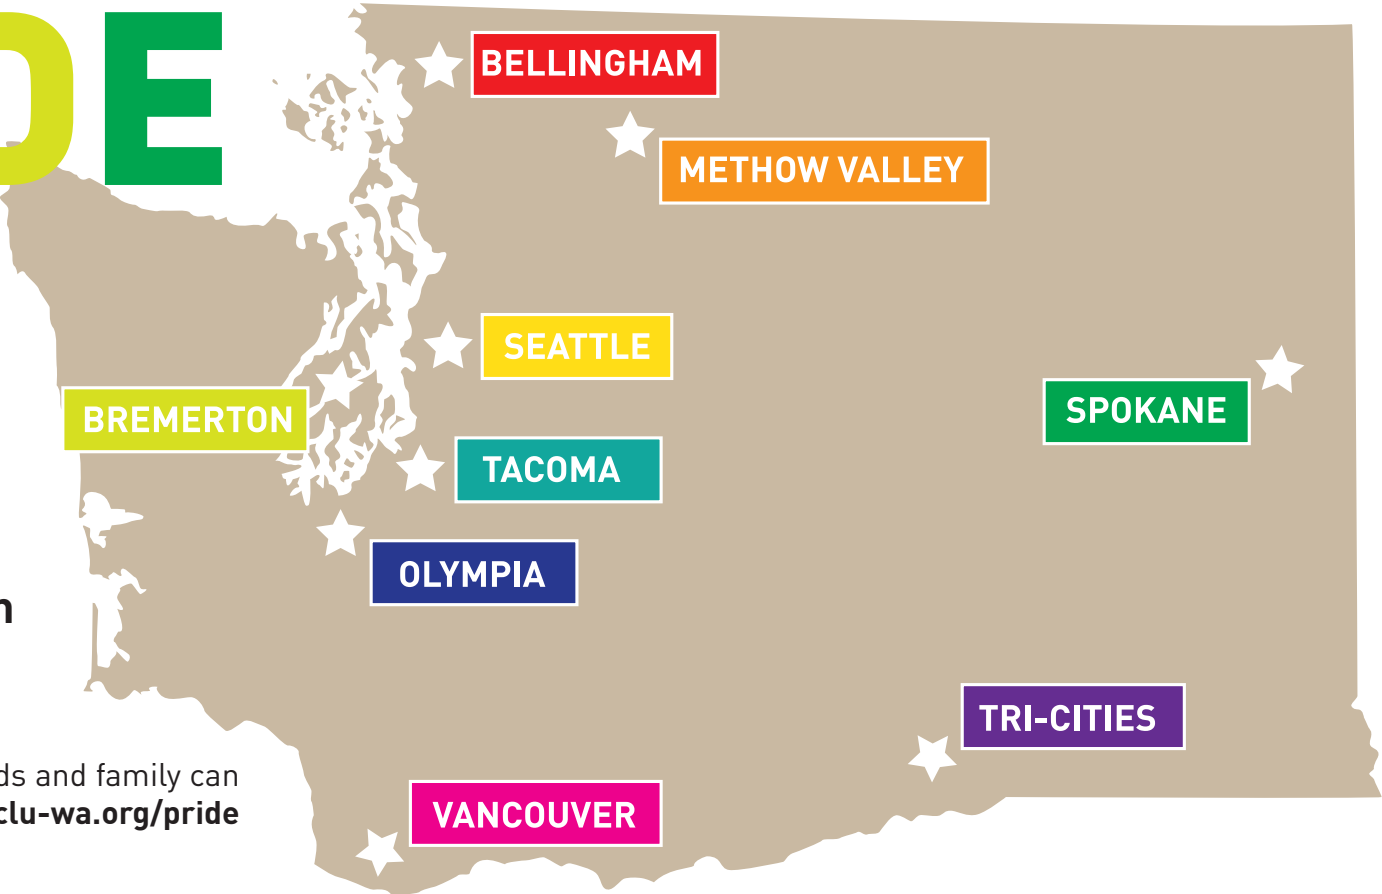 DE
BELLINGHAM
METHOW VALLEY
SEATTLE
BREMERTON
SPOKANE
TACOMA
OLYMPIA
n
TRI-CITIES
ds and family can
clu-wa.org/pride
VANCOUVER